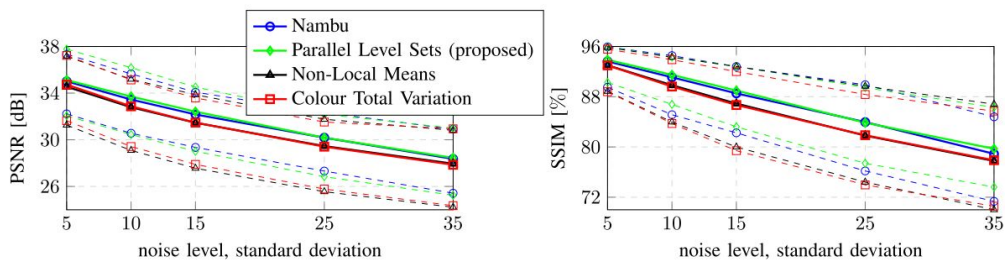 Nambu
Parallel Level Sets (proposed)
Non-Local Means
Colour Total Variation
38
34
30
26
PSNR [dB]
5 10 15 25 35
noise level, standard deviation
96
88
80
72
SSIM [%]
5 10 15 25 35
noise level, standard deviation